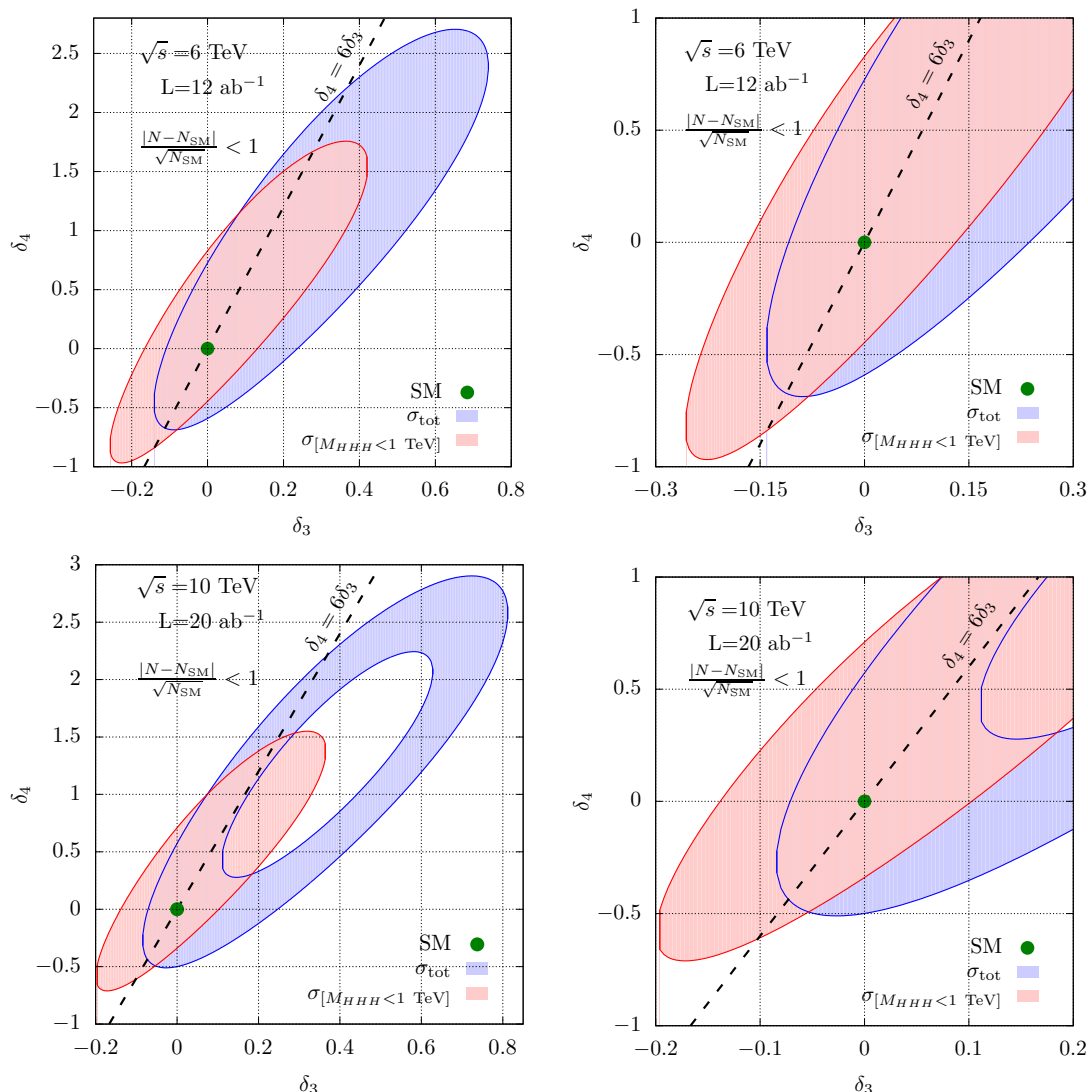 √s =6 TeV
L=12 ab⁻¹
|N−N_SM|/√N_SM < 1
δ₄ = 6δ₃
SM
σ_tot
σ_[M_HHH<1 TeV]
δ₄
2.5
2
1.5
1
0.5
0
−0.5
−1
−0.2 0 0.2 0.4 0.6 0.8
δ₃
√s =6 TeV
L=12 ab⁻¹
|N−N_SM|/√N_SM < 1
δ₄ = 6δ₃
SM
σ_tot
σ_[M_HHH<1 TeV]
δ₄
1
0.5
0
−0.5
−1
−0.3 −0.15 0 0.15 0.3
δ₃
√s =10 TeV
L=20 ab⁻¹
|N−N_SM|/√N_SM < 1
δ₄ = 6δ₃
SM
σ_tot
σ_[M_HHH<1 TeV]
δ₄
3
2.5
2
1.5
1
0.5
0
−0.5
−1
−0.2 0 0.2 0.4 0.6 0.8
δ₃
√s =10 TeV
L=20 ab⁻¹
|N−N_SM|/√N_SM < 1
δ₄ = 6δ₃
SM
σ_tot
σ_[M_HHH<1 TeV]
δ₄
1
0.5
0
−0.5
−1
−0.2 −0.1 0 0.1 0.2
δ₃